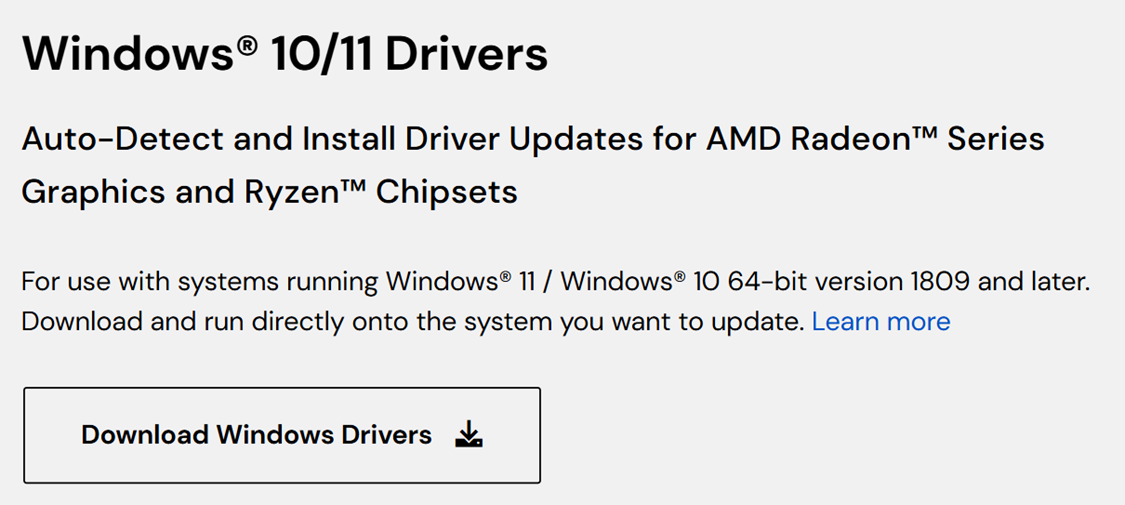 Windows® 10/11 Drivers
Auto-Detect and Install Driver Updates for AMD Radeon™ Series
Graphics and Ryzen™ Chipsets
For use with systems running Windows® 11 / Windows® 10 64-bit version 1809 and later.
Download and run directly onto the system you want to update. Learn more
Download Windows Drivers